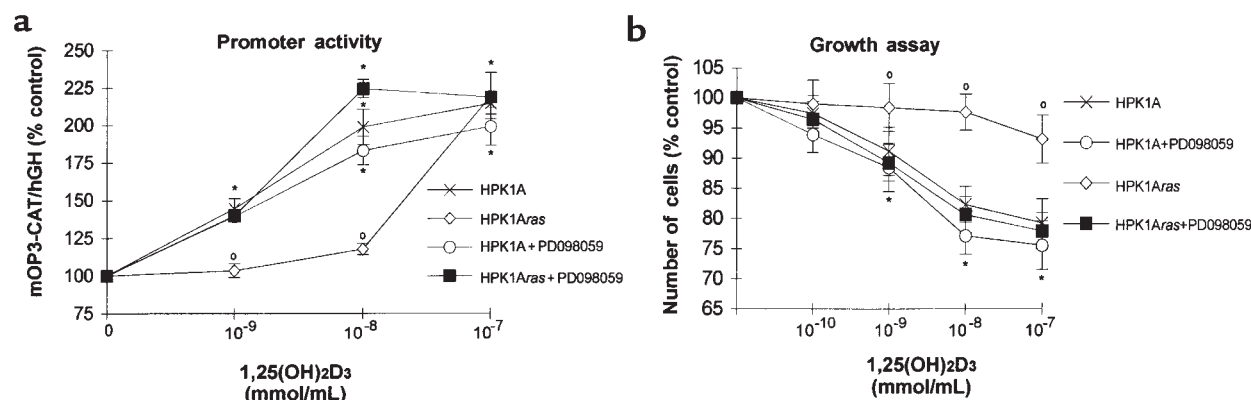 a
Promoter activity
mOP3-CAT/hGH (% control)
250
225
200
175
150
125
100
75
0
10-9
10-8
10-7
* * * * * *
o o
HPK1A
HPK1Aras
HPK1A + PD098059
HPK1Aras + PD098059
1,25(OH)2D3
(mmol/mL)
b
Growth assay
Number of cells (% control)
105
100
95
90
85
80
75
70
65
10-10
10-9
10-8
10-7
o o o
* * *
HPK1A
HPK1A+PD098059
HPK1Aras
HPK1Aras+PD098059
1,25(OH)2D3
(mmol/mL)